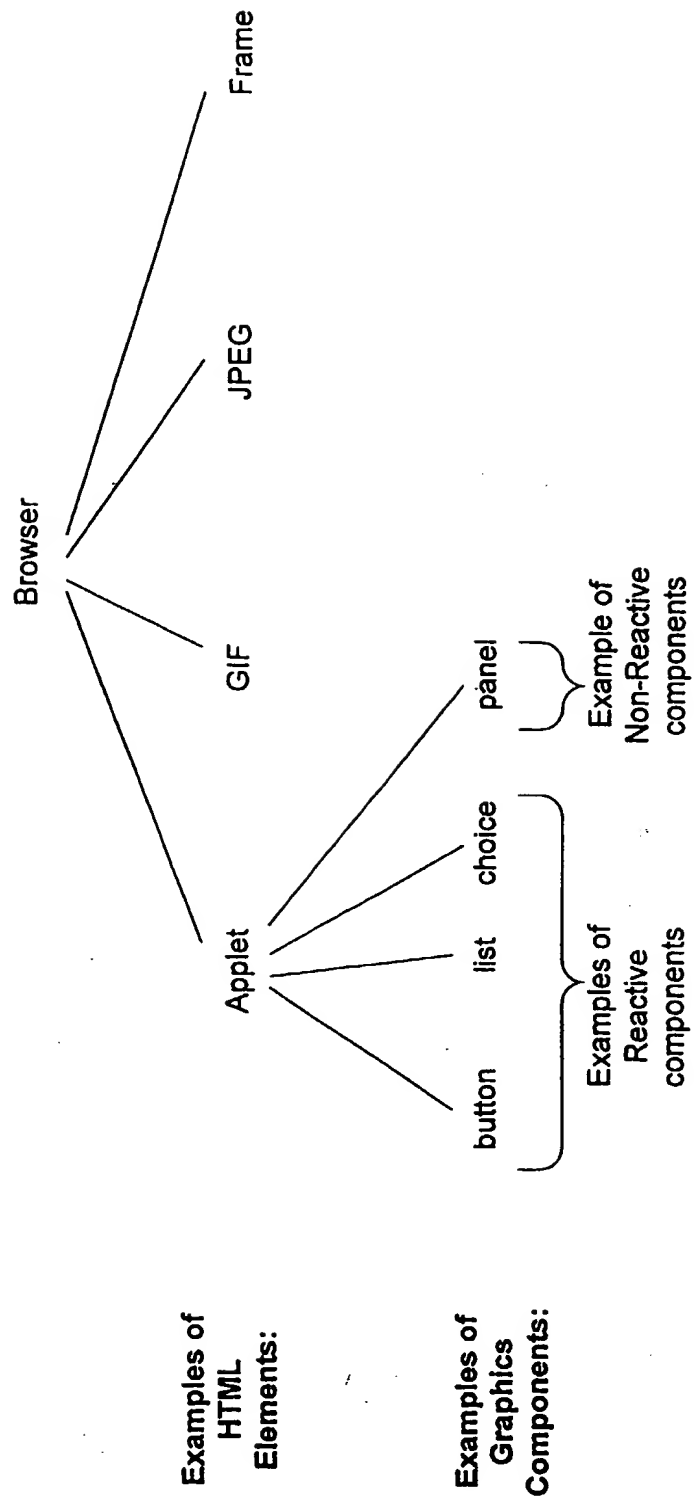 Browser
Examples of
HTML
Elements:
Applet
GIF
JPEG
Frame
Examples of
Graphics
Components:
button
list
choice
panel
Examples of
Reactive
components
Example of
Non-Reactive
components